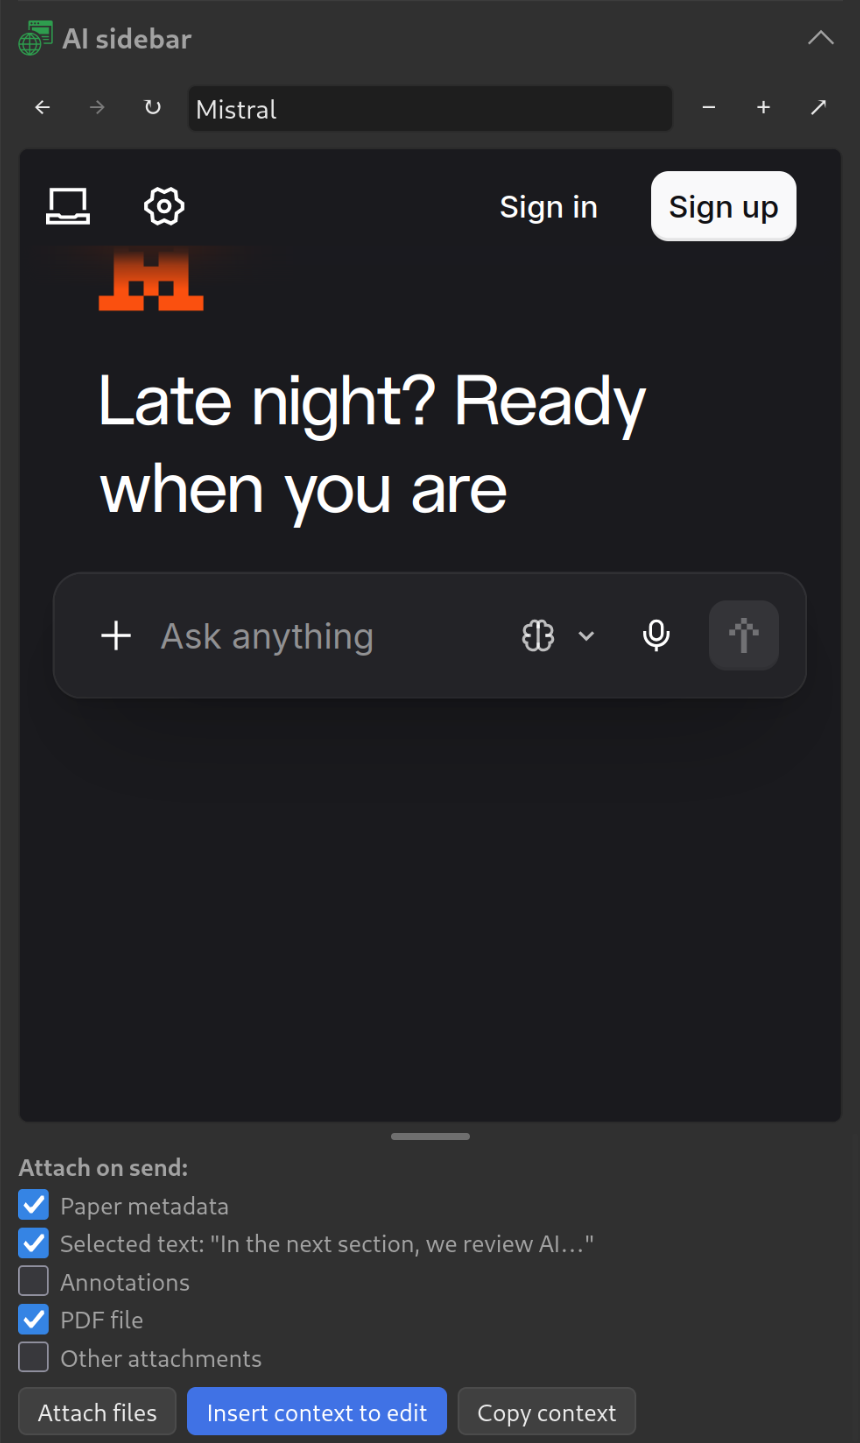 AI sidebar
Mistral
Sign in
Sign up
Late night? Ready
when you are
Ask anything
Attach on send:
Paper metadata
Selected text: "In the next section, we review AI…"
Annotations
PDF file
Other attachments
Attach files
Insert context to edit
Copy context